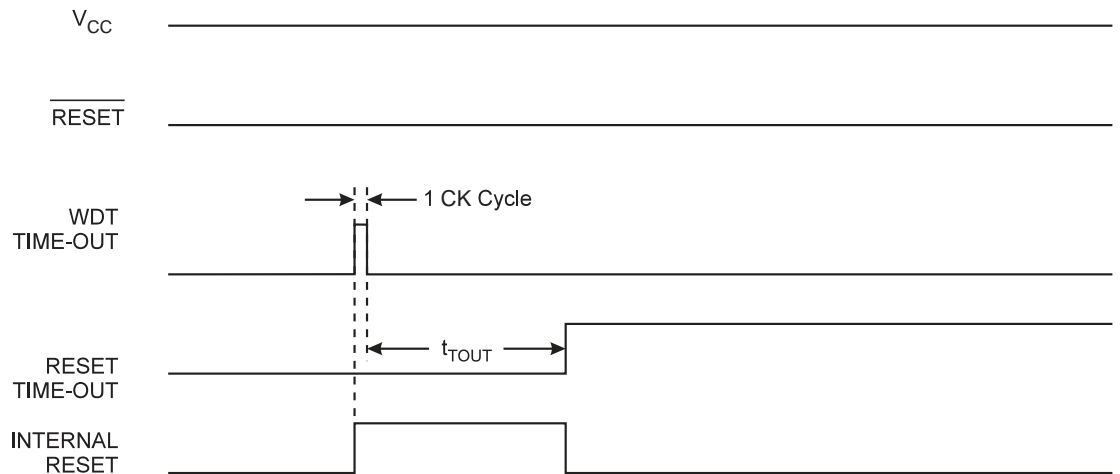 VCC
RESET
1 CK Cycle
WDT
TIME-OUT
tTOUT
RESET
TIME-OUT
INTERNAL
RESET